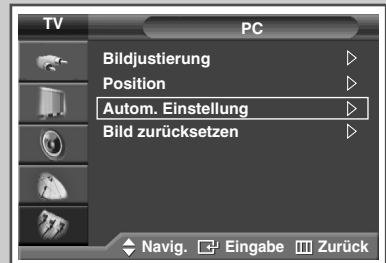 TV PC
Bildjustierung
Position
Autom. Einstellung
Bild zurücksetzen
Navig. Eingabe Zurück